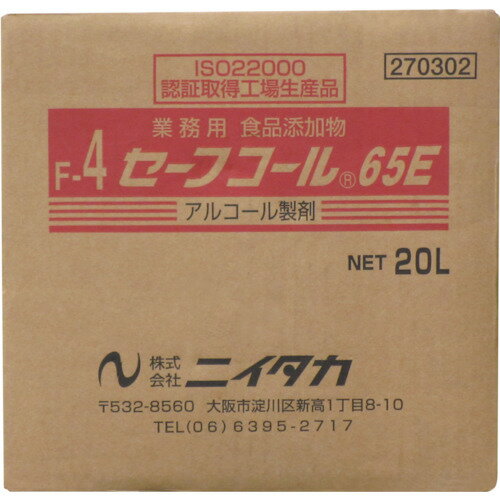 ISO22000
認証取得工場生産品
270302
業務用 食品添加物
F-4 セーフコール® 65E
アルコール製剤
NET 20L
株式会社 ニイタカ
〒532-8560 大阪市淀川区新高1丁目8-10
TEL(06)6395-2717